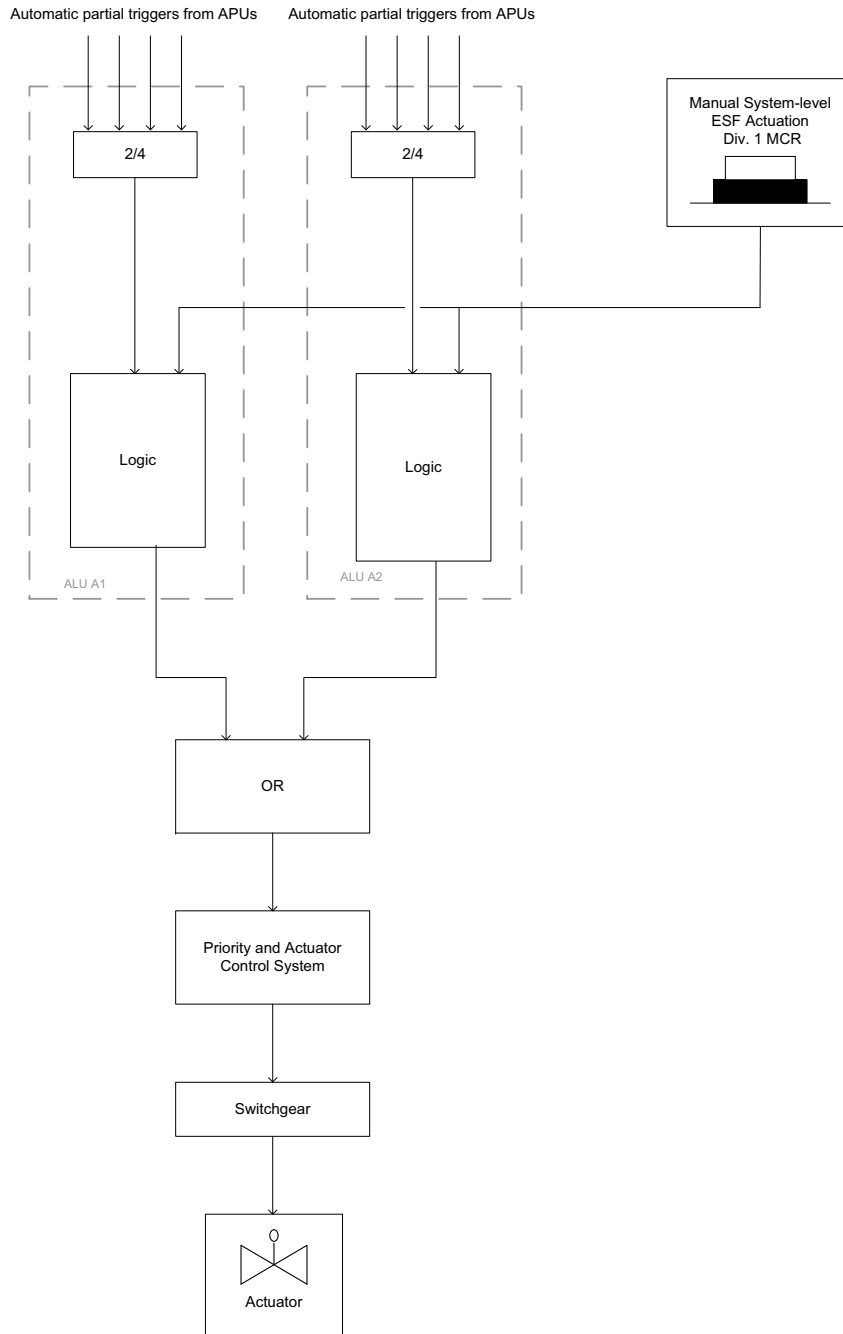 Automatic partial triggers from APUs
Automatic partial triggers from APUs
Manual System-level
ESF Actuation
Div. 1 MCR
2/4
2/4
Logic
Logic
ALU A1
ALU A2
OR
Priority and Actuator
Control System
Switchgear
Actuator